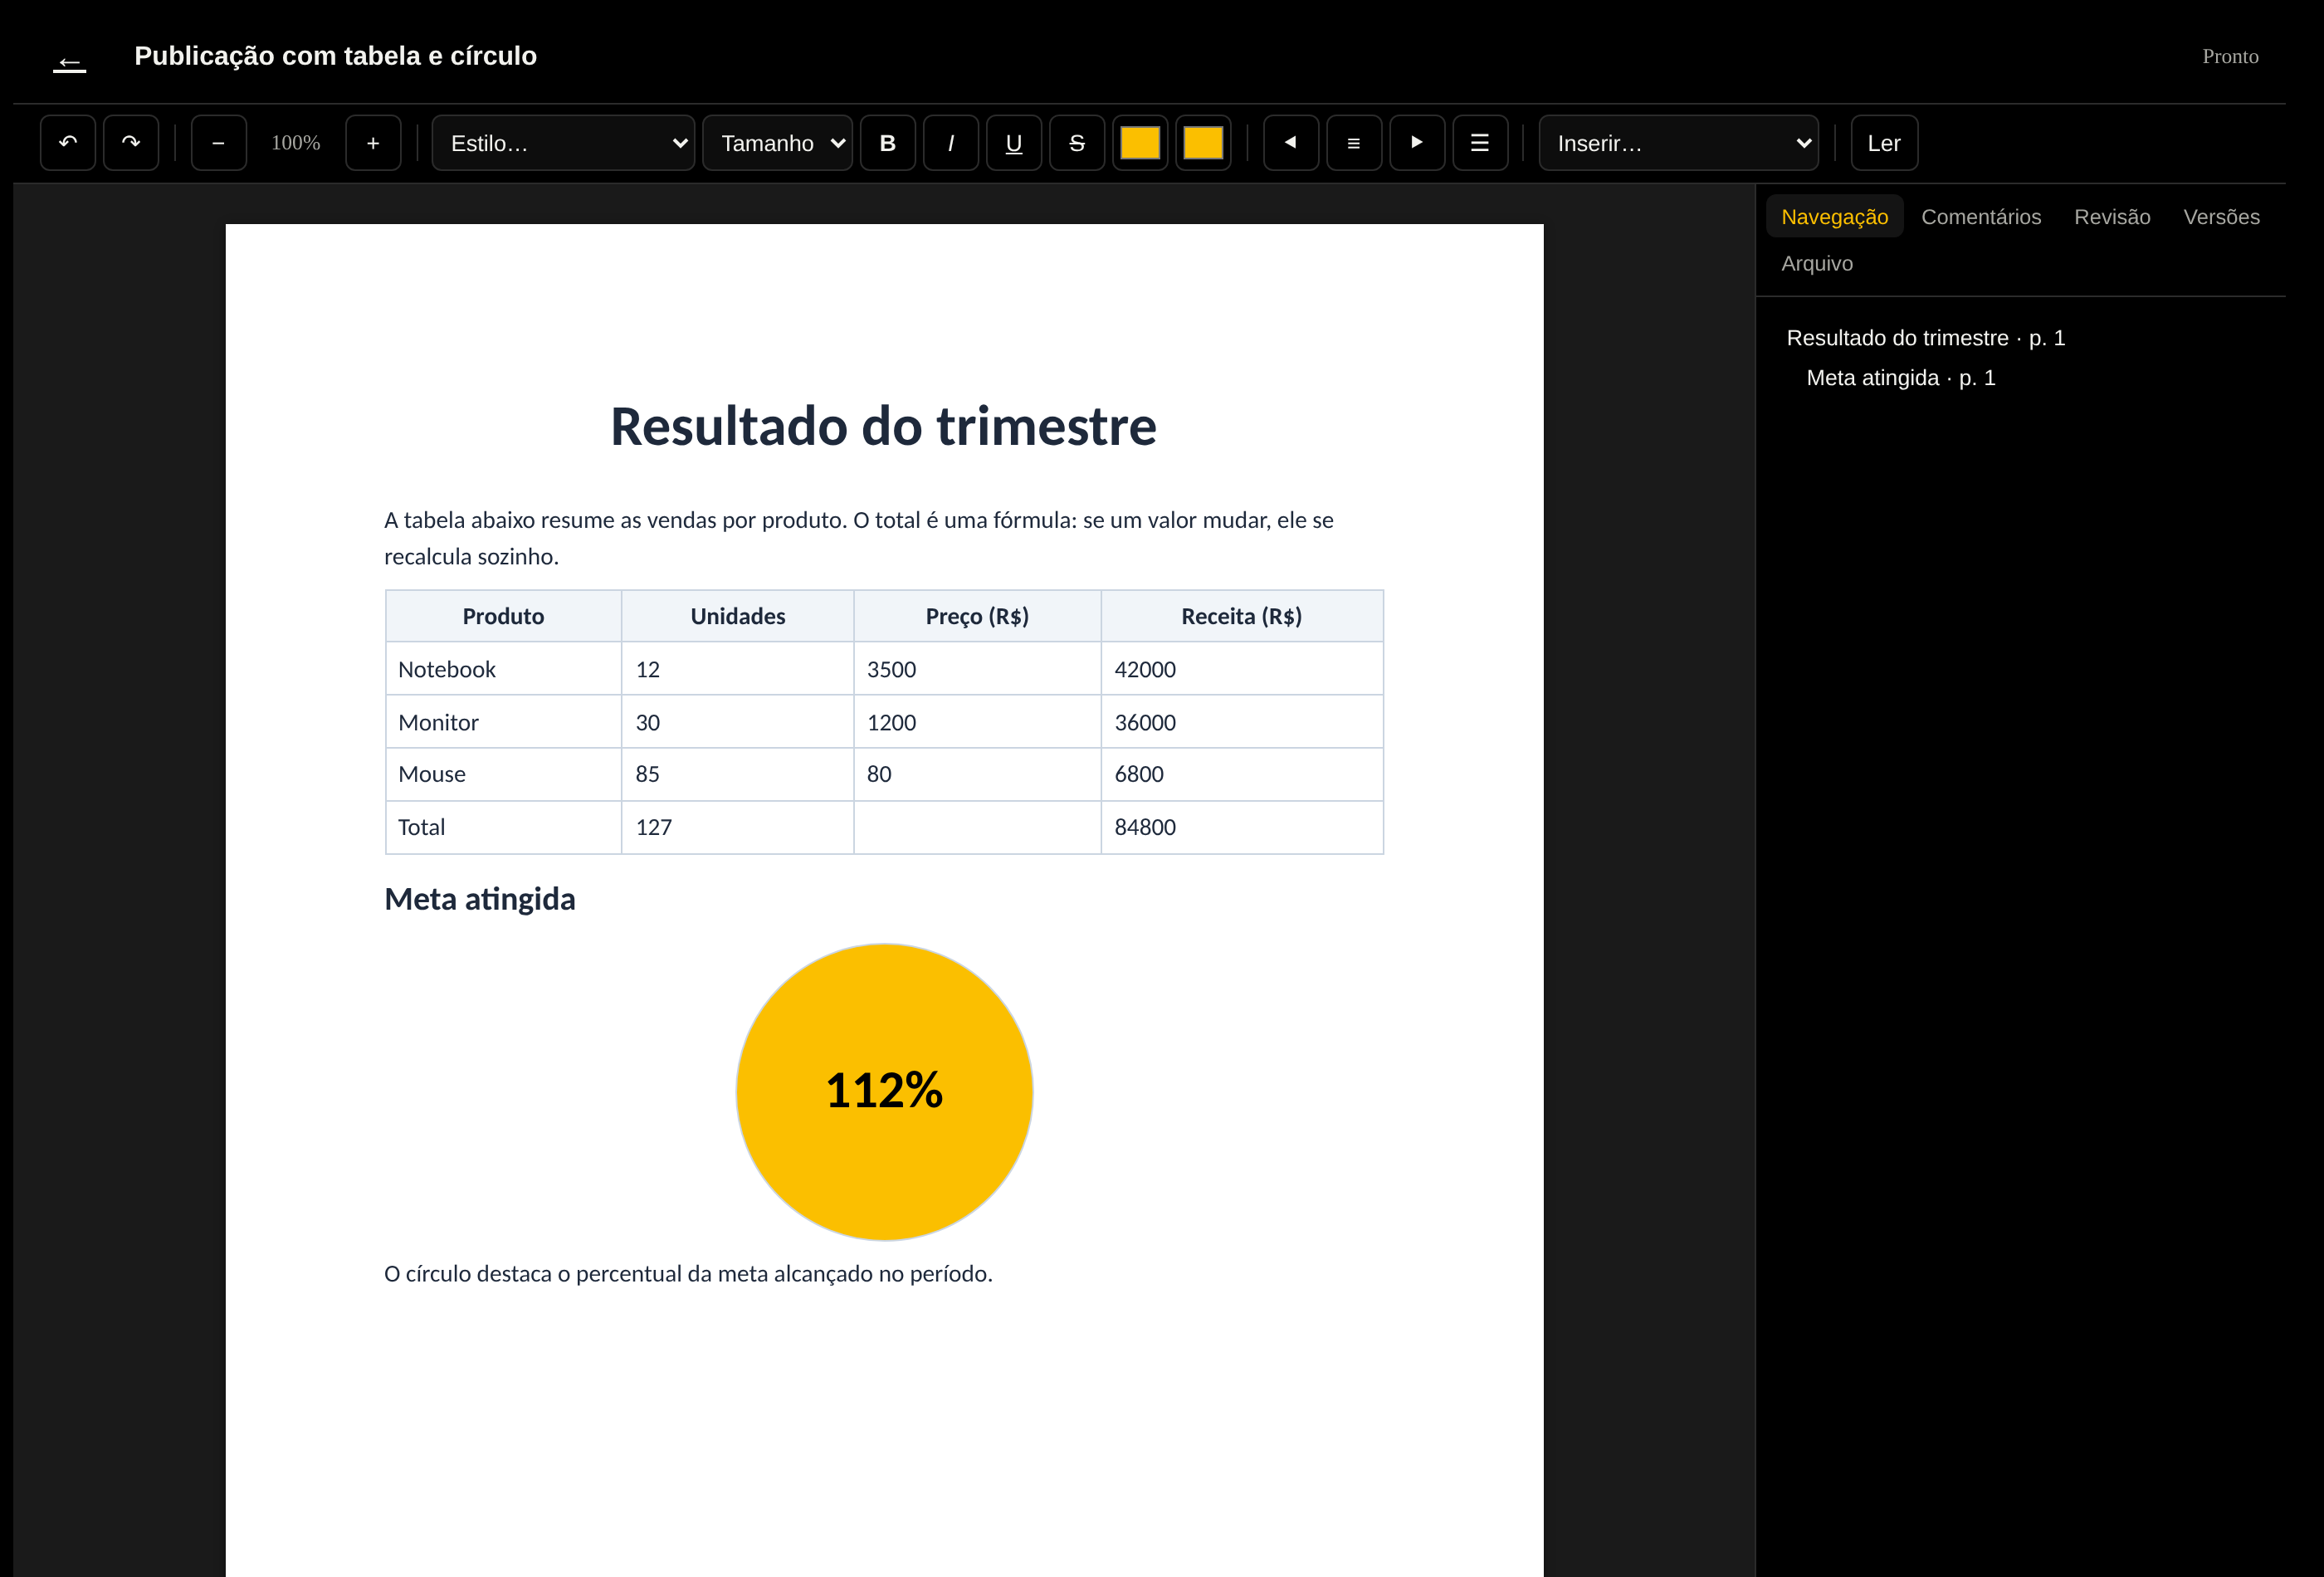 ← Publicação com tabela e círculo Pronto
↶ ↷ − 100% + Estilo… Tamanho B I U S ◀ ≡ ▶ ☰ Inserir… Ler
Navegação Comentários Revisão Versões
Arquivo
Resultado do trimestre · p. 1
Meta atingida · p. 1
Resultado do trimestre
A tabela abaixo resume as vendas por produto. O total é uma fórmula: se um valor mudar, ele se
recalcula sozinho.
Produto Unidades Preço (R$) Receita (R$)
Notebook 12 3500 42000
Monitor 30 1200 36000
Mouse 85 80 6800
Total 127 84800
Meta atingida
112%
O círculo destaca o percentual da meta alcançado no período.